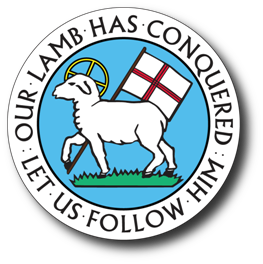 OUR · LAMB · HAS · CONQUERED
: LET · US · FOLLOW · HIM :